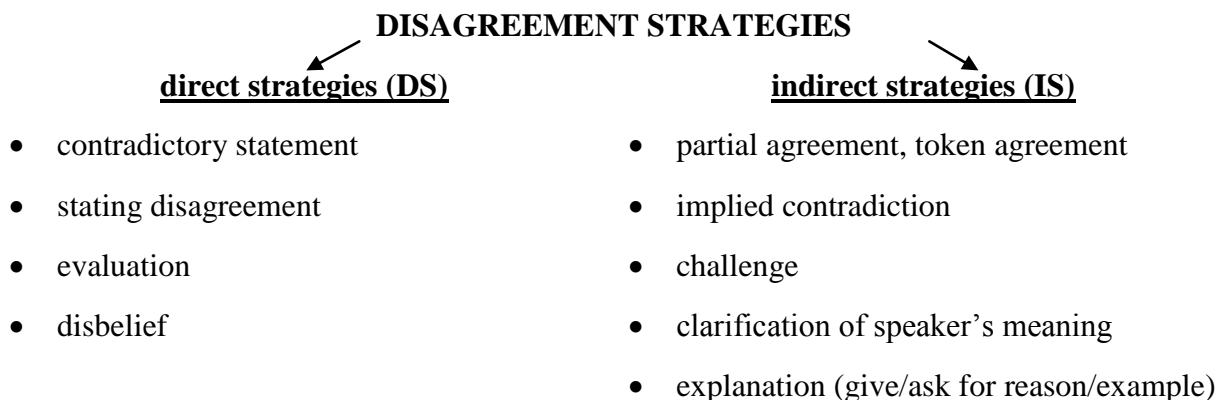 DISAGREEMENT STRATEGIES
direct strategies (DS)
• contradictory statement
• stating disagreement
• evaluation
• disbelief
indirect strategies (IS)
• partial agreement, token agreement
• implied contradiction
• challenge
• clarification of speaker’s meaning
• explanation (give/ask for reason/example)